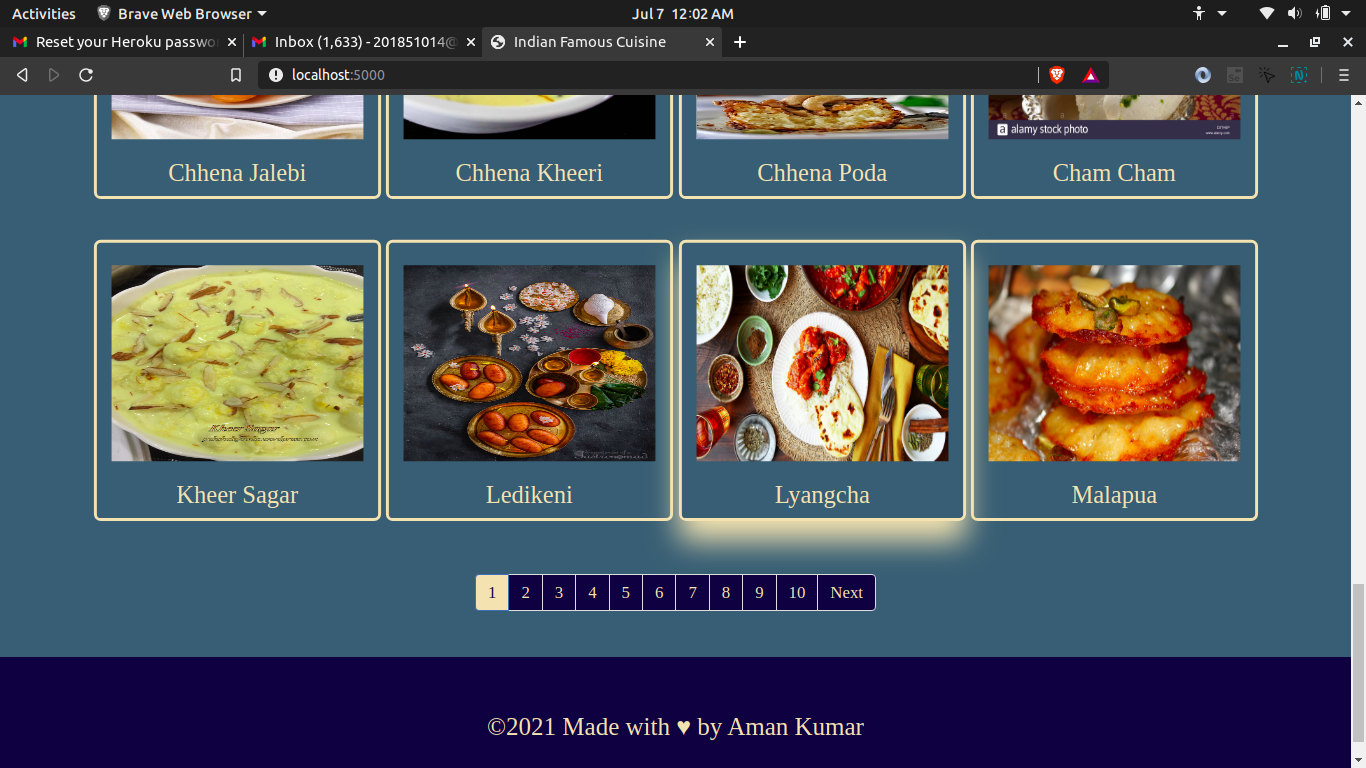 Activities Brave Web Browser Jul 7 12:02 AM
Reset your Heroku passwo Inbox (1,633) - 201851014@ Indian Famous Cuisine
localhost:5000
a alamy stock photo
Chhena Jalebi Chhena Kheeri Chhena Poda Cham Cham
Kheer Sagar
Kheer Sagar Ledikeni Lyangcha Malapua
1 2 3 4 5 6 7 8 9 10 Next
©2021 Made with ♥ by Aman Kumar